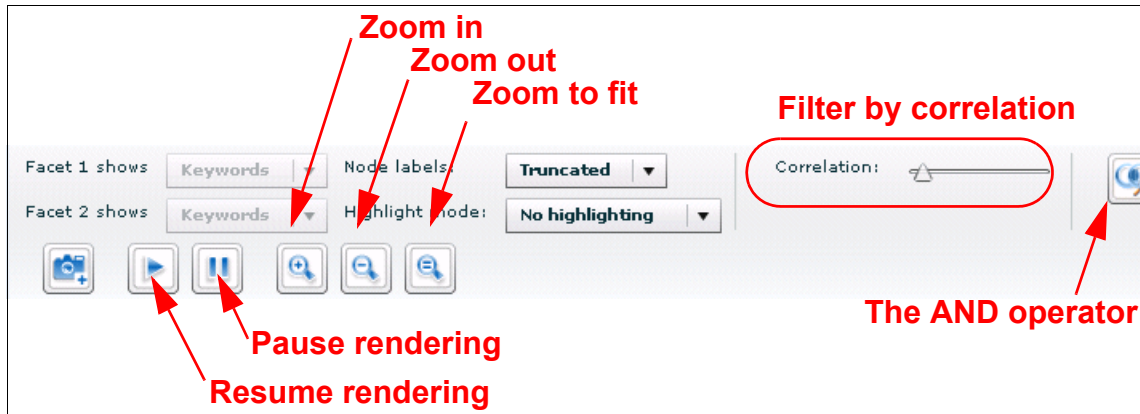 Zoom in
Zoom out
Zoom to fit
Filter by correlation
Facet 1 shows Keywords Node labels: Truncated Correlation:
Facet 2 shows Keywords Highlight mode: No highlighting
The AND operator
Pause rendering
Resume rendering